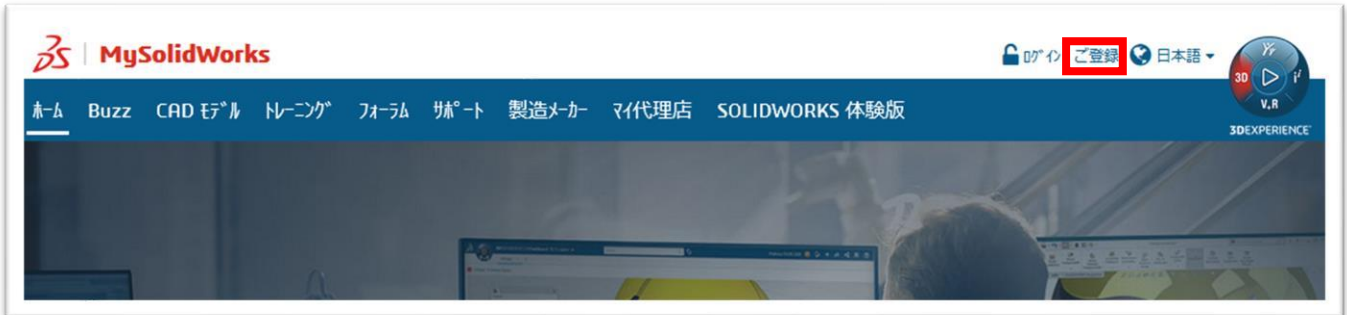 3S MySolidWorks
ﾛｸﾞｲﾝ ご登録 日本語
3D V.R
3DEXPERIENCE
ﾎｰﾑ Buzz CAD ﾓﾃﾞﾙ ﾄﾚｰﾆﾝｸﾞ ﾌｫｰﾗﾑ ｻﾎﾟｰﾄ 製造ﾒｰｶｰ ﾏｲ代理店 SOLIDWORKS 体験版